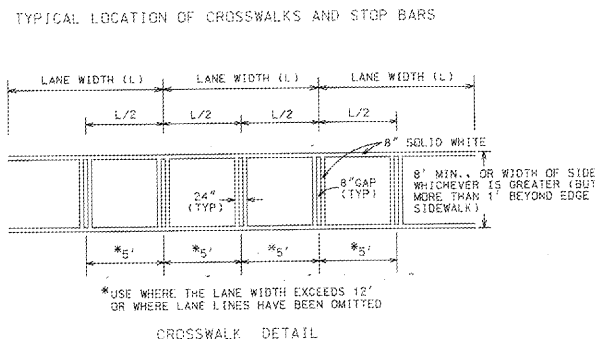 TYPICAL LOCATION OF CROSSWALKS AND STOP BARS
LANE WIDTH (L) LANE WIDTH (L) LANE WIDTH (L)
L/2 L/2 L/2 L/2
8" SOLID WHITE
24"
(TYP)
8"GAP
(TYP)
8' MIN., OR WIDTH OF SIDE
WHICHEVER IS GREATER (BUT
MORE THAN 1' BEYOND EDGE
SIDEWALK)
*5' *5' *5' *5'
*USE WHERE THE LANE WIDTH EXCEEDS 12'
OR WHERE LANE LINES HAVE BEEN OMITTED
CROSSWALK DETAIL